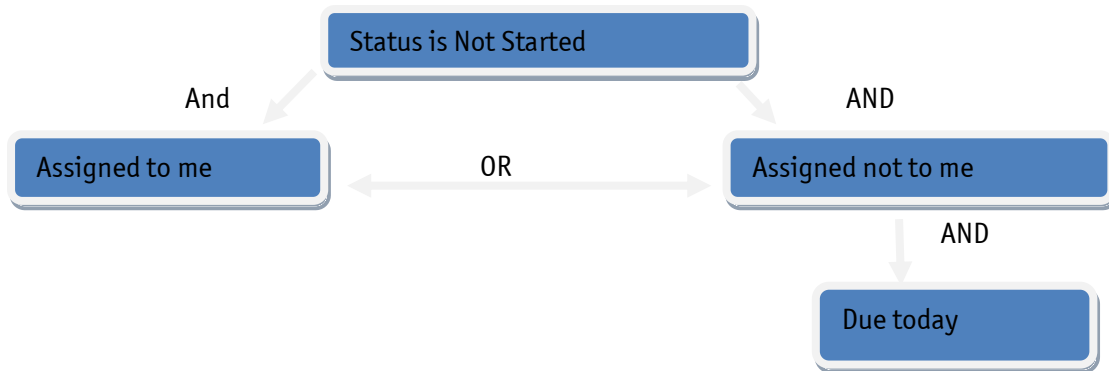 Status is Not Started
And
AND
Assigned to me
OR
Assigned not to me
AND
Due today